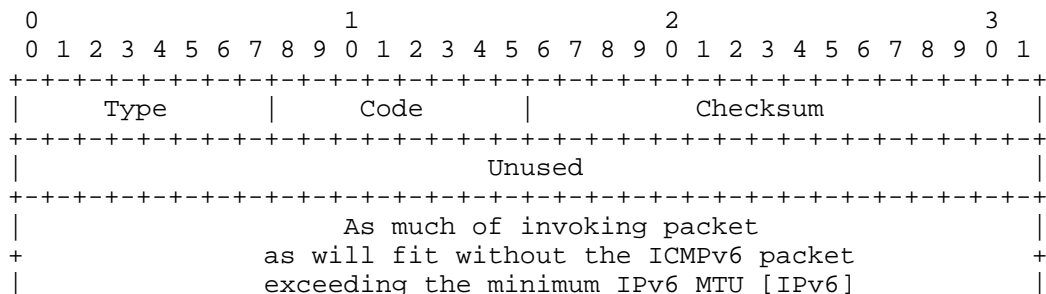 0                   1                   2                   3
 0 1 2 3 4 5 6 7 8 9 0 1 2 3 4 5 6 7 8 9 0 1 2 3 4 5 6 7 8 9 0 1
+-+-+-+-+-+-+-+-+-+-+-+-+-+-+-+-+-+-+-+-+-+-+-+-+-+-+-+-+-+-+-+-+
|     Type      |     Code      |          Checksum             |
+-+-+-+-+-+-+-+-+-+-+-+-+-+-+-+-+-+-+-+-+-+-+-+-+-+-+-+-+-+-+-+-+
|                             Unused                            |
+-+-+-+-+-+-+-+-+-+-+-+-+-+-+-+-+-+-+-+-+-+-+-+-+-+-+-+-+-+-+-+-+
|                    As much of invoking packet                 |
+               as will fit without the ICMPv6 packet           +
|               exceeding the minimum IPv6 MTU [IPv6]           |